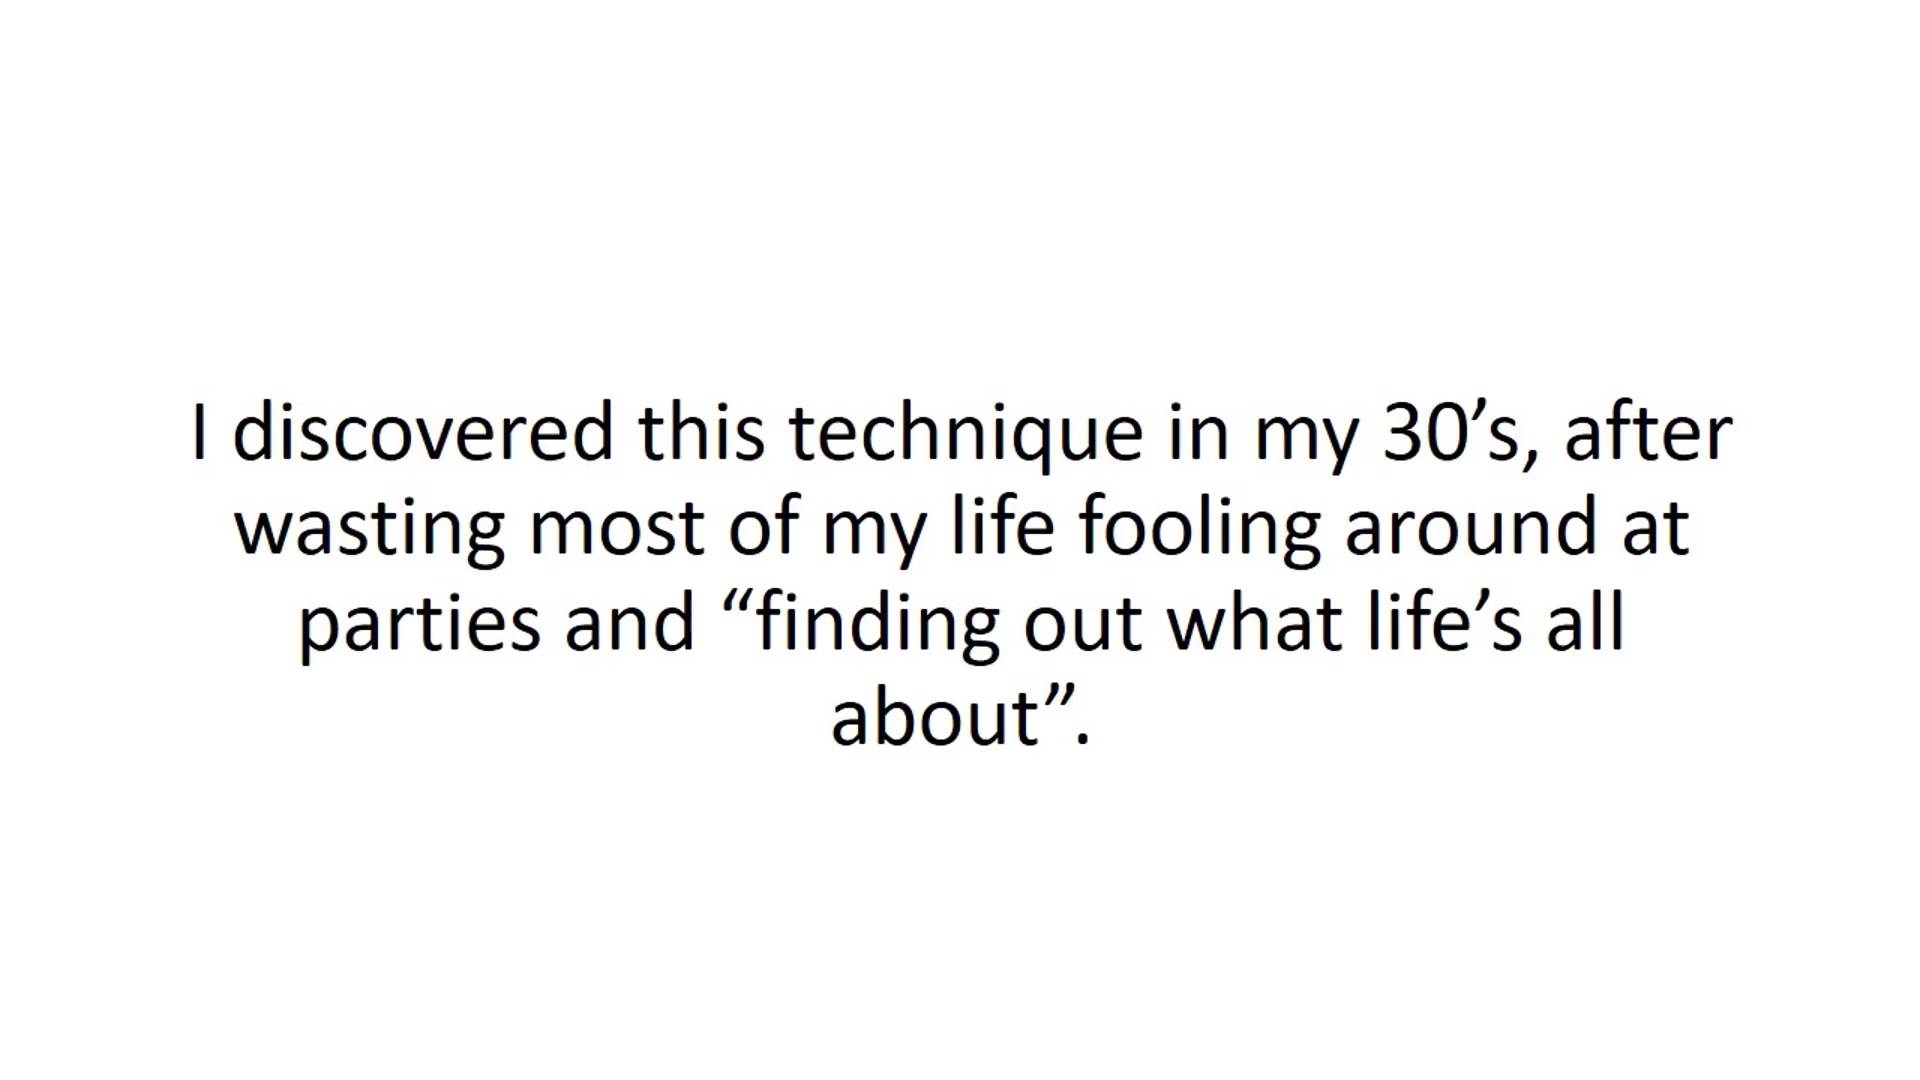 I discovered this technique in my 30’s, after
wasting most of my life fooling around at
parties and “finding out what life’s all
about”.